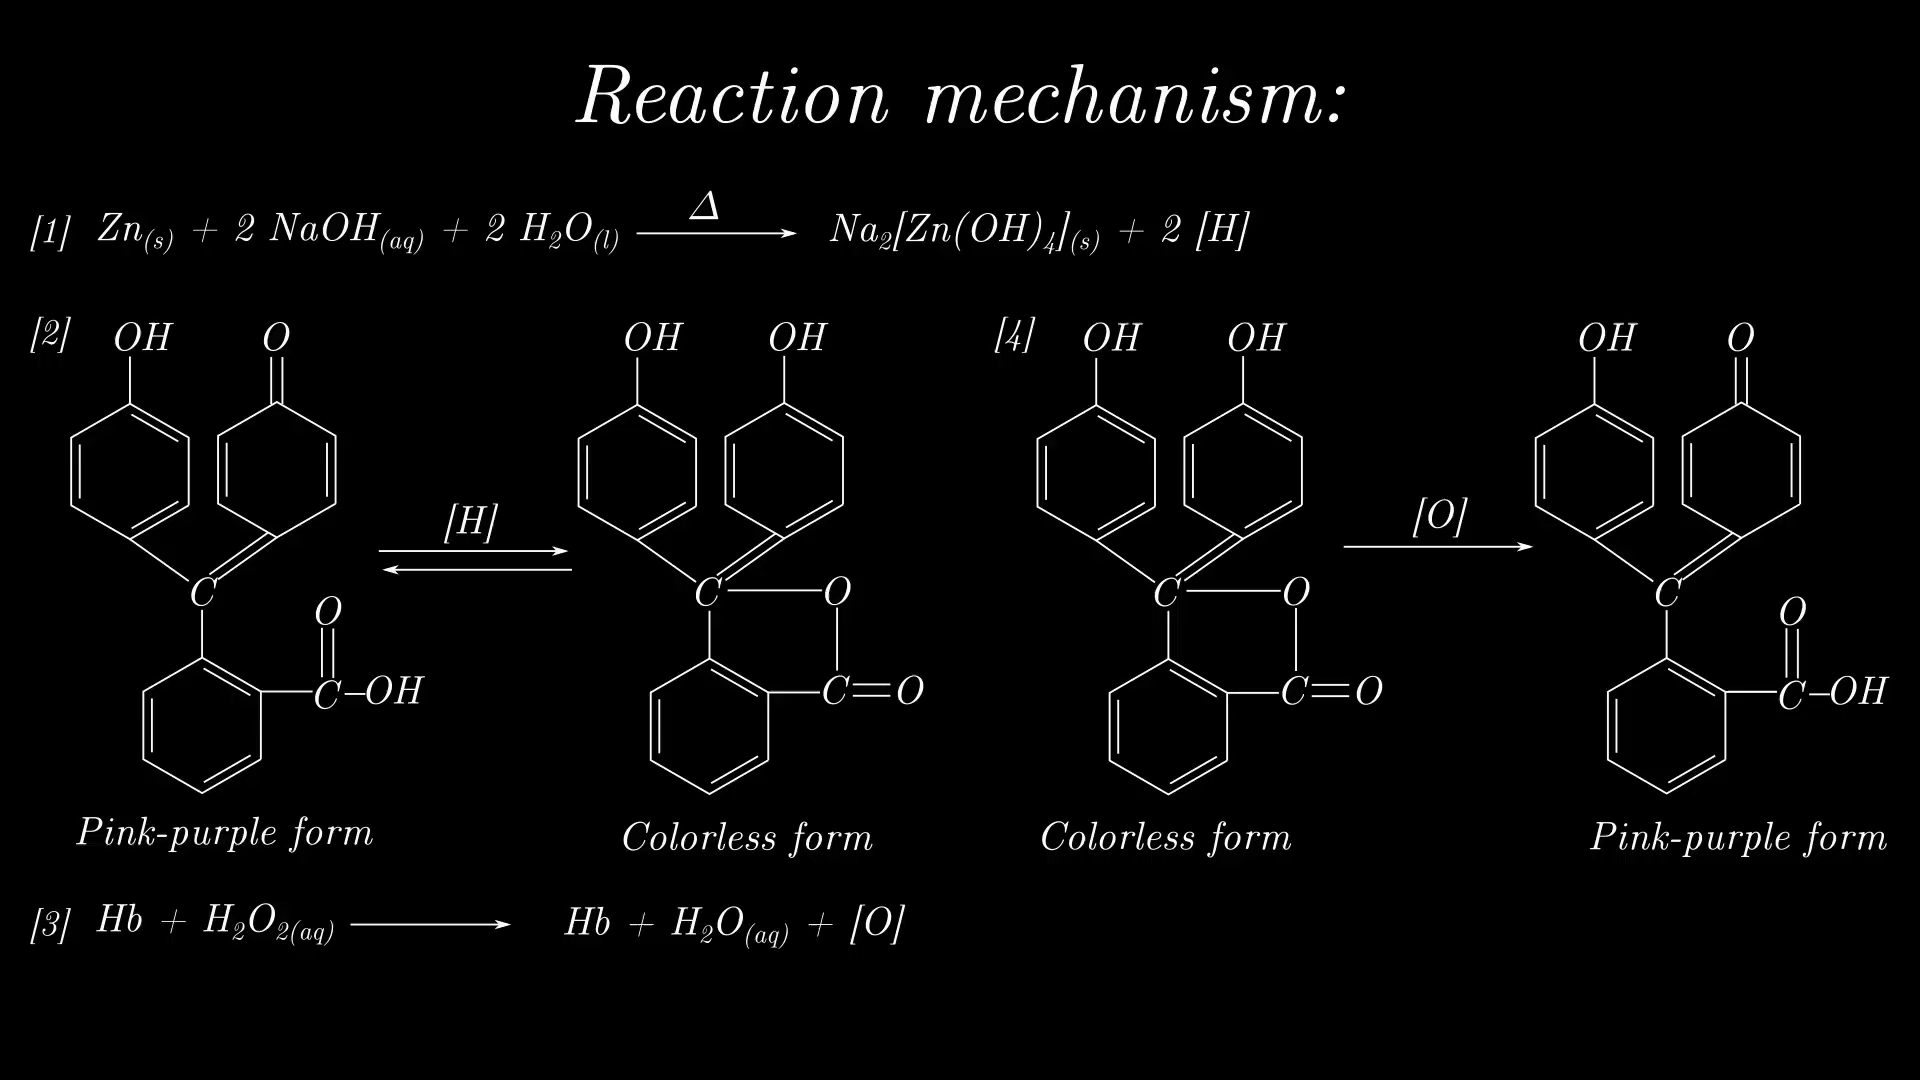 Reaction mechanism:
[1] Zn(s) + 2 NaOH(aq) + 2 H2O(l) Δ Na2[Zn(OH)4](s) + 2 [H]
[2] OH O OH OH [4] OH OH OH O
[H] [O]
C C O C O C
O O
C–OH C=O C=O C–OH
Pink-purple form Colorless form Colorless form Pink-purple form
[3] Hb + H2O2(aq) Hb + H2O(aq) + [O]